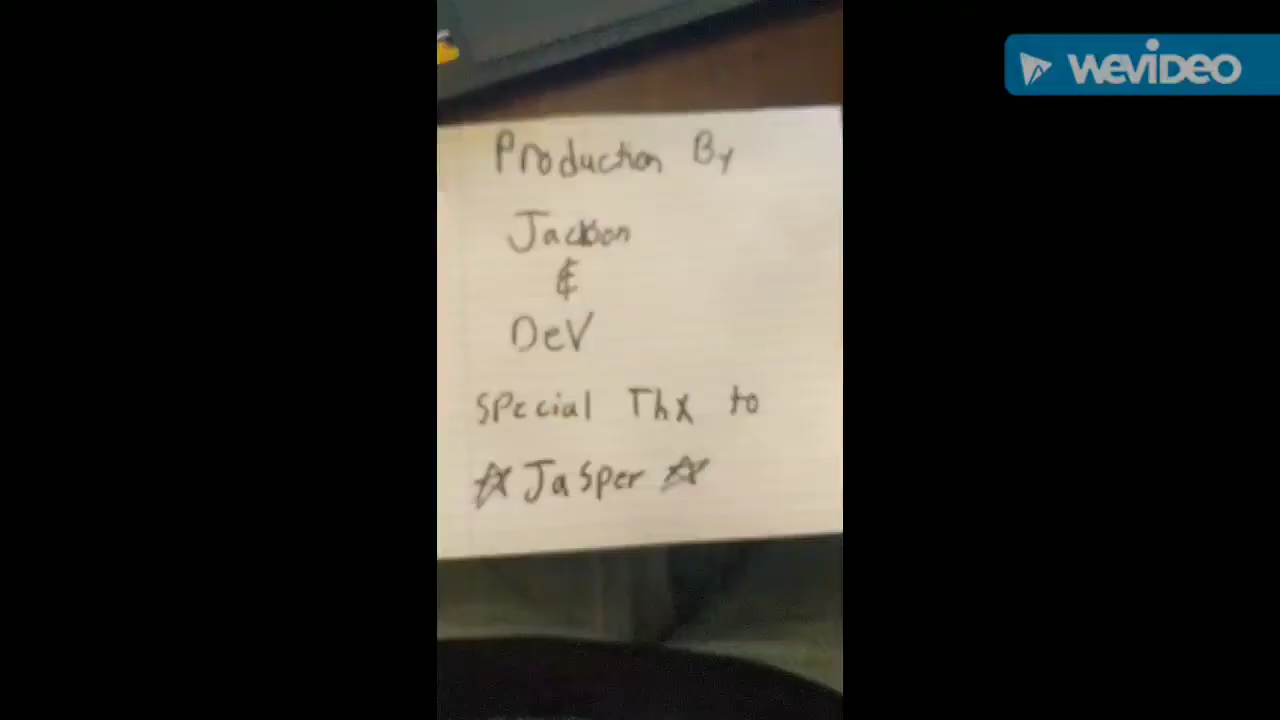 WEVIDEO
Production By
Jackson
&
DeV
SPecial Thx to
☆ JaSper ☆